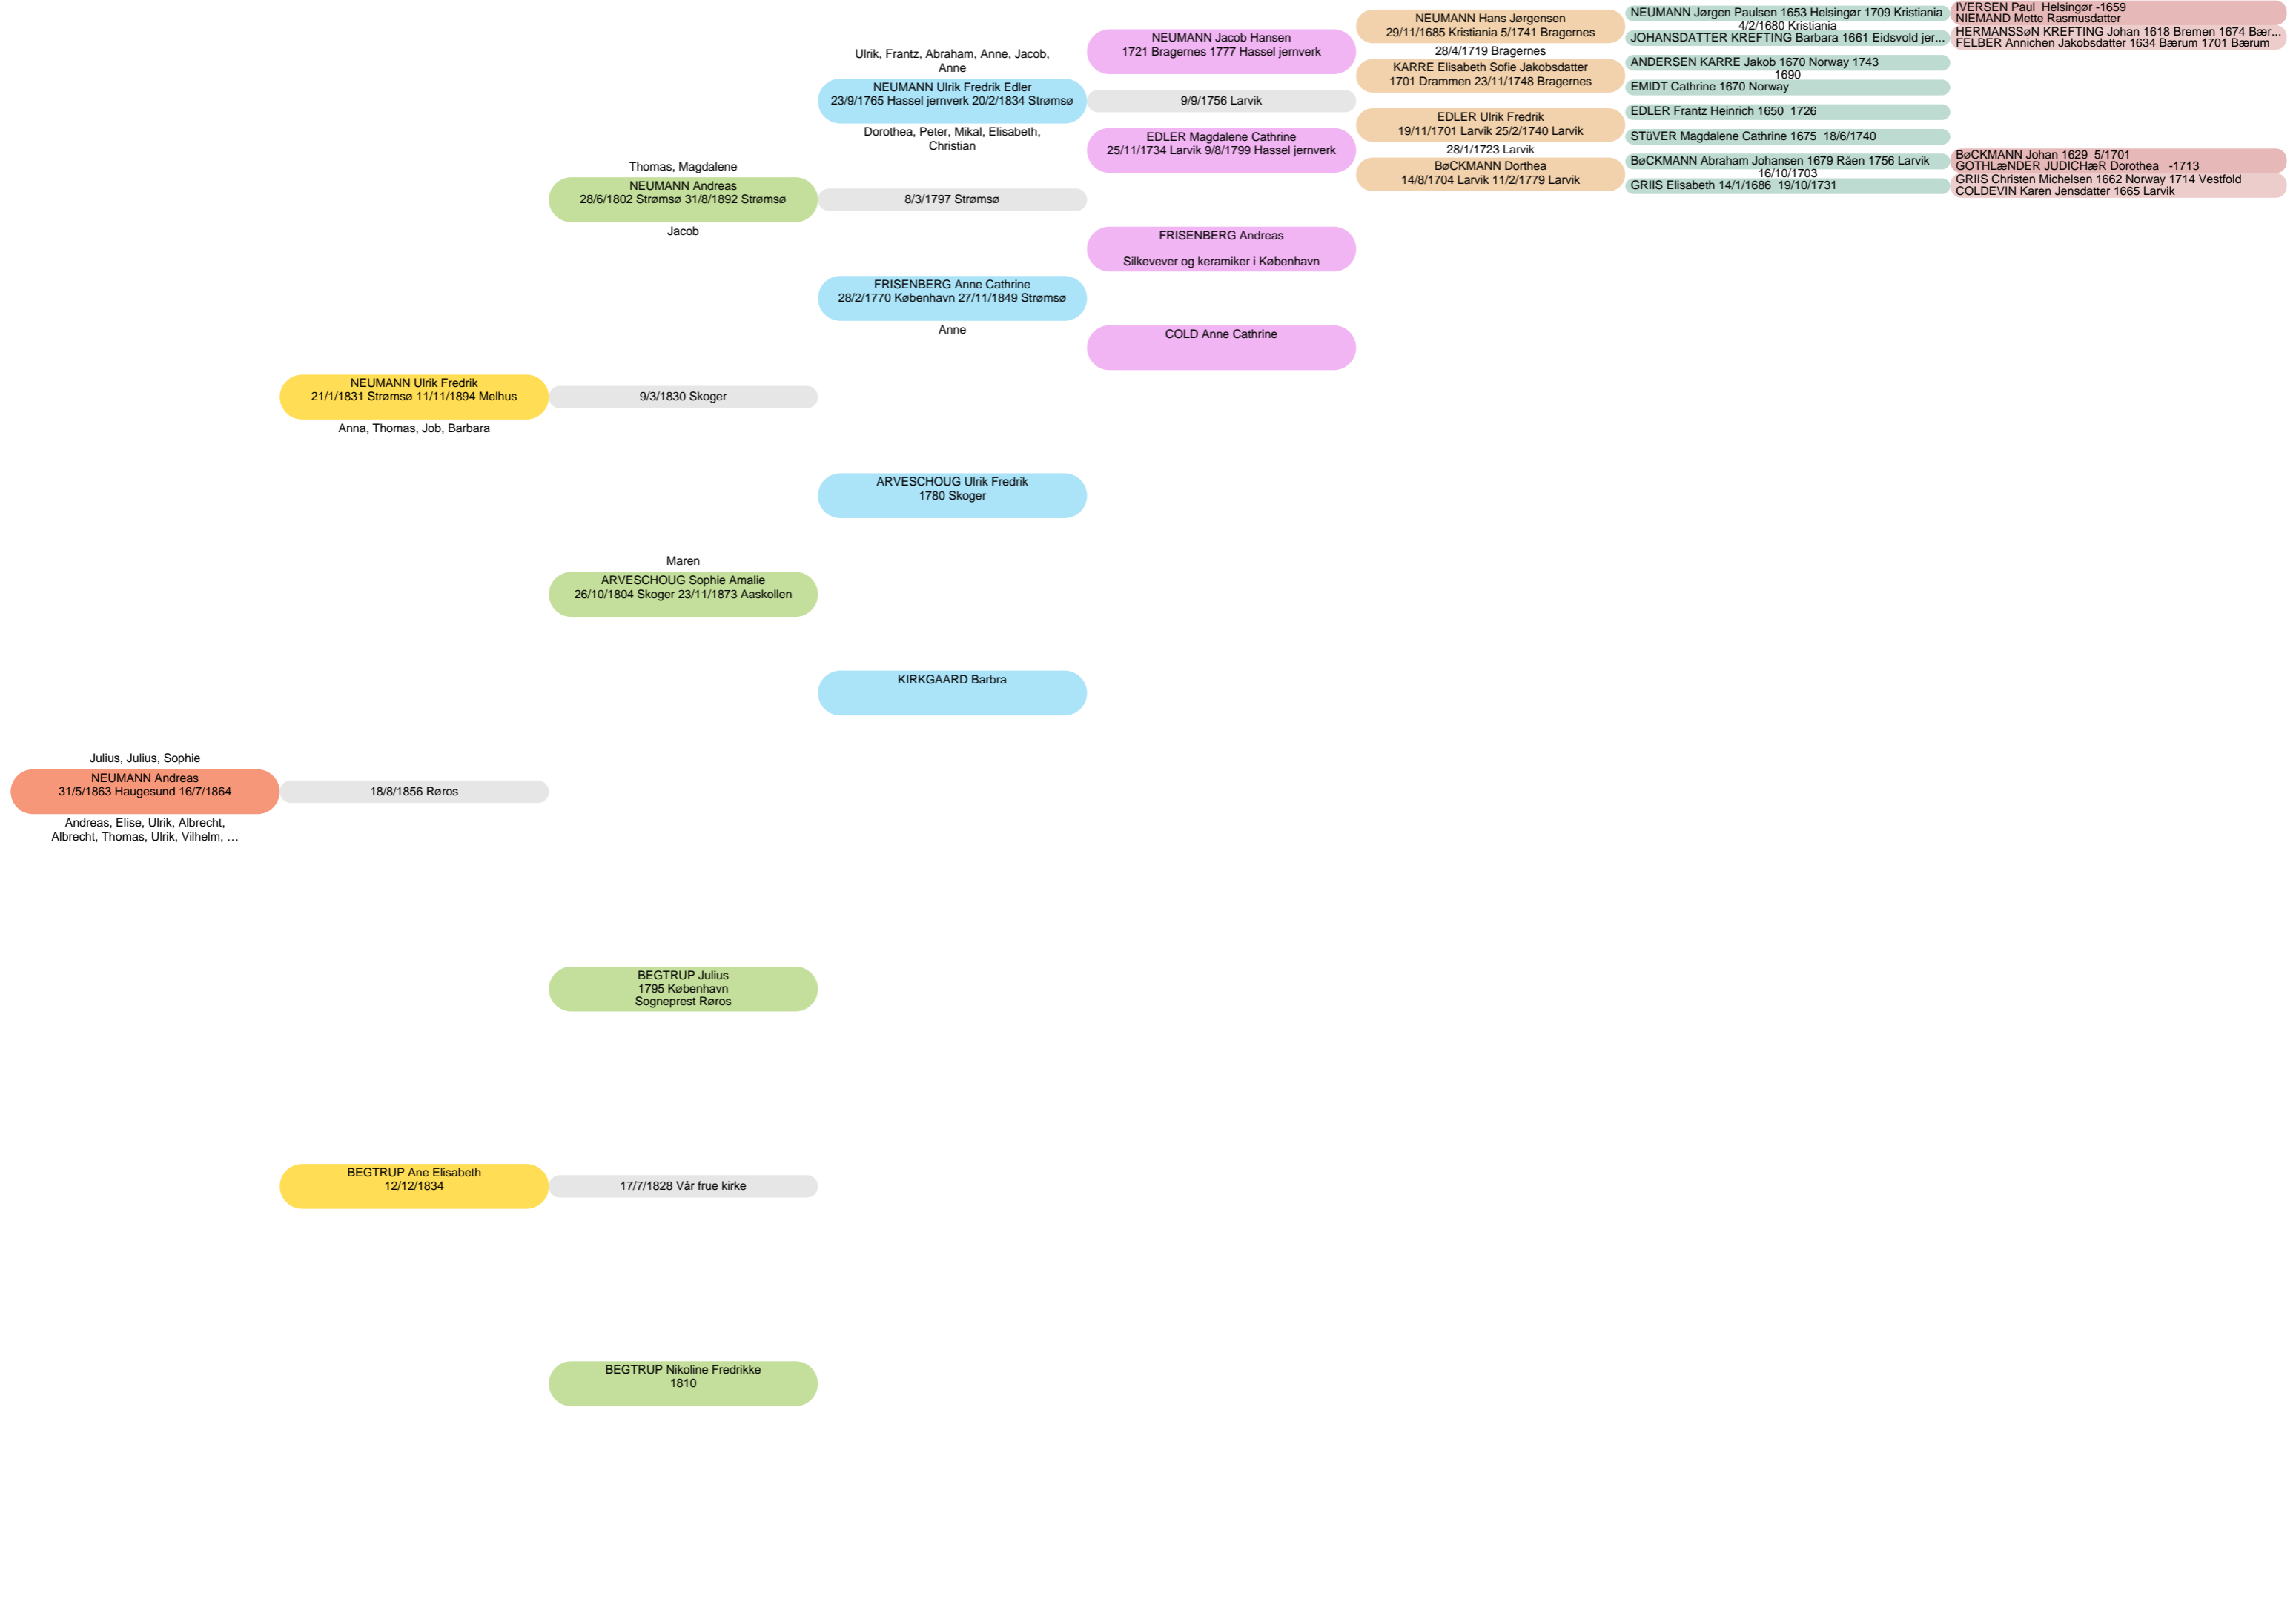 Julius, Julius, Sophie
NEUMANN Andreas
31/5/1863 Haugesund 16/7/1864
Andreas, Elise, Ulrik, Albrecht,
Albrecht, Thomas, Ulrik, Vilhelm, …
18/8/1856 Røros
NEUMANN Ulrik Fredrik
21/1/1831 Strømsø 11/11/1894 Melhus
Anna, Thomas, Job, Barbara
BEGTRUP Ane Elisabeth
12/12/1834
Thomas, Magdalene
NEUMANN Andreas
28/6/1802 Strømsø 31/8/1892 Strømsø
Jacob
9/3/1830 Skoger
Maren
ARVESCHOUG Sophie Amalie
26/10/1804 Skoger 23/11/1873 Aaskollen
BEGTRUP Julius
1795 København
Sogneprest Røros
17/7/1828 Vår frue kirke
BEGTRUP Nikoline Fredrikke
1810
Ulrik, Frantz, Abraham, Anne, Jacob,
Anne
NEUMANN Ulrik Fredrik Edler
23/9/1765 Hassel jernverk 20/2/1834 Strømsø
Dorothea, Peter, Mikal, Elisabeth,
Christian
8/3/1797 Strømsø
FRISENBERG Anne Cathrine
28/2/1770 København 27/11/1849 Strømsø
Anne
ARVESCHOUG Ulrik Fredrik
1780 Skoger
KIRKGAARD Barbra
NEUMANN Jacob Hansen
1721 Bragernes 1777 Hassel jernverk
9/9/1756 Larvik
EDLER Magdalene Cathrine
25/11/1734 Larvik 9/8/1799 Hassel jernverk
FRISENBERG Andreas
Silkevever og keramiker i København
COLD Anne Cathrine
NEUMANN Hans Jørgensen
29/11/1685 Kristiania 5/1741 Bragernes
28/4/1719 Bragernes
KARRE Elisabeth Sofie Jakobsdatter
1701 Drammen 23/11/1748 Bragernes
EDLER Ulrik Fredrik
19/11/1701 Larvik 25/2/1740 Larvik
28/1/1723 Larvik
BøCKMANN Dorthea
14/8/1704 Larvik 11/2/1779 Larvik
NEUMANN Jørgen Paulsen 1653 Helsingør 1709 Kristiania
4/2/1680 Kristiania
JOHANSDATTER KREFTING Barbara 1661 Eidsvold jer...
ANDERSEN KARRE Jakob 1670 Norway 1743
1690
EMIDT Cathrine 1670 Norway
EDLER Frantz Heinrich 1650 1726
STüVER Magdalene Cathrine 1675 18/6/1740
BøCKMANN Abraham Johansen 1679 Råen 1756 Larvik
16/10/1703
GRIIS Elisabeth 14/1/1686 19/10/1731
IVERSEN Paul Helsingør -1659
NIEMAND Mette Rasmusdatter
HERMANSSøN KREFTING Johan 1618 Bremen 1674 Bær...
FELBER Annichen Jakobsdatter 1634 Bærum 1701 Bærum
BøCKMANN Johan 1629 5/1701
GOTHLæNDER JUDICHæR Dorothea -1713
GRIIS Christen Michelsen 1662 Norway 1714 Vestfold
COLDEVIN Karen Jensdatter 1665 Larvik